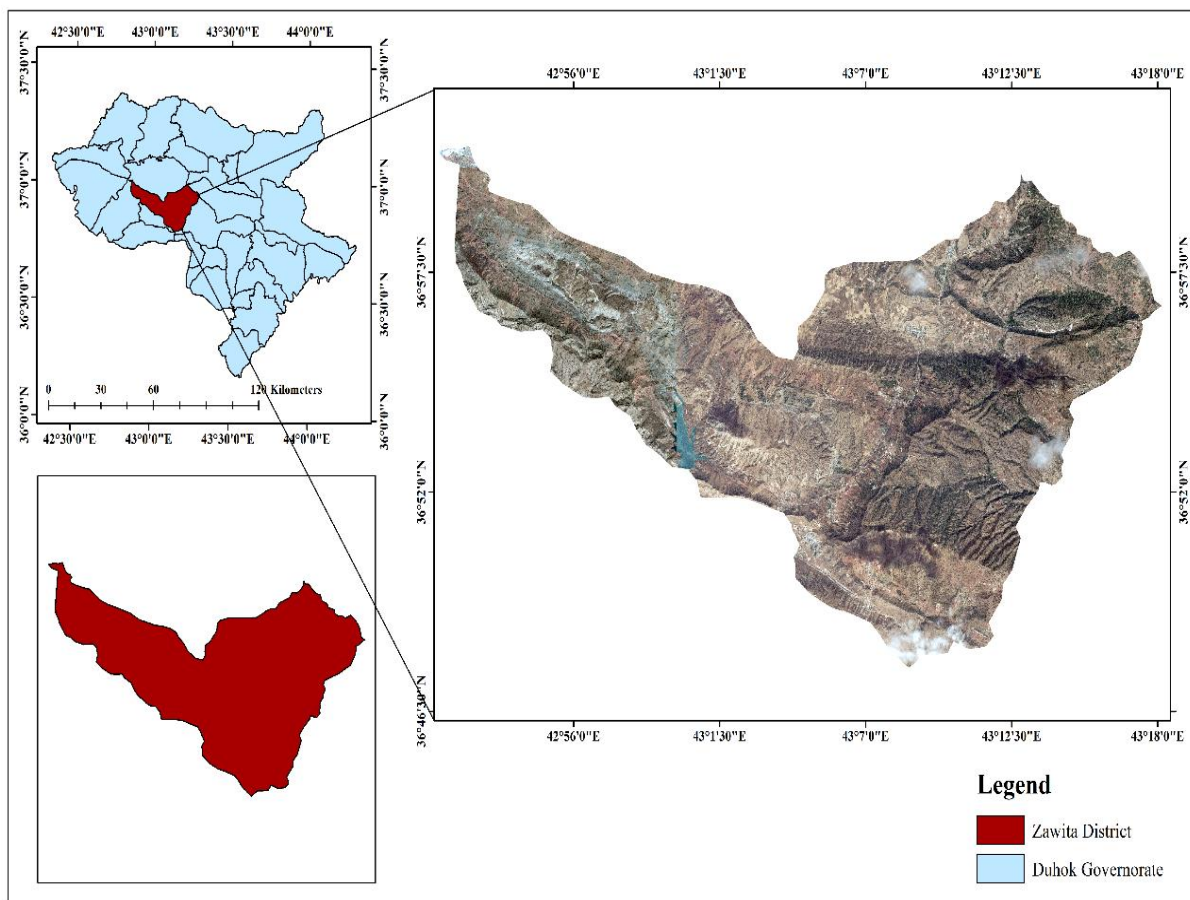 42°30'0"E 43°0'0"E 43°30'0"E 44°0'0"E
37°30'0"N
37°30'0"N
37°0'0"N
37°0'0"N
36°30'0"N
36°30'0"N
36°0'0"N
36°0'0"N
0 30 60 120 Kilometers
42°30'0"E 43°0'0"E 43°30'0"E 44°0'0"E
42°56'0"E 43°1'30"E 43°7'0"E 43°12'30"E 43°18'0"E
36°57'30"N
36°57'30"N
36°52'0"N
36°52'0"N
36°46'30"N
42°56'0"E 43°1'30"E 43°7'0"E 43°12'30"E 43°18'0"E
Legend
Zawita District
Duhok Governorate